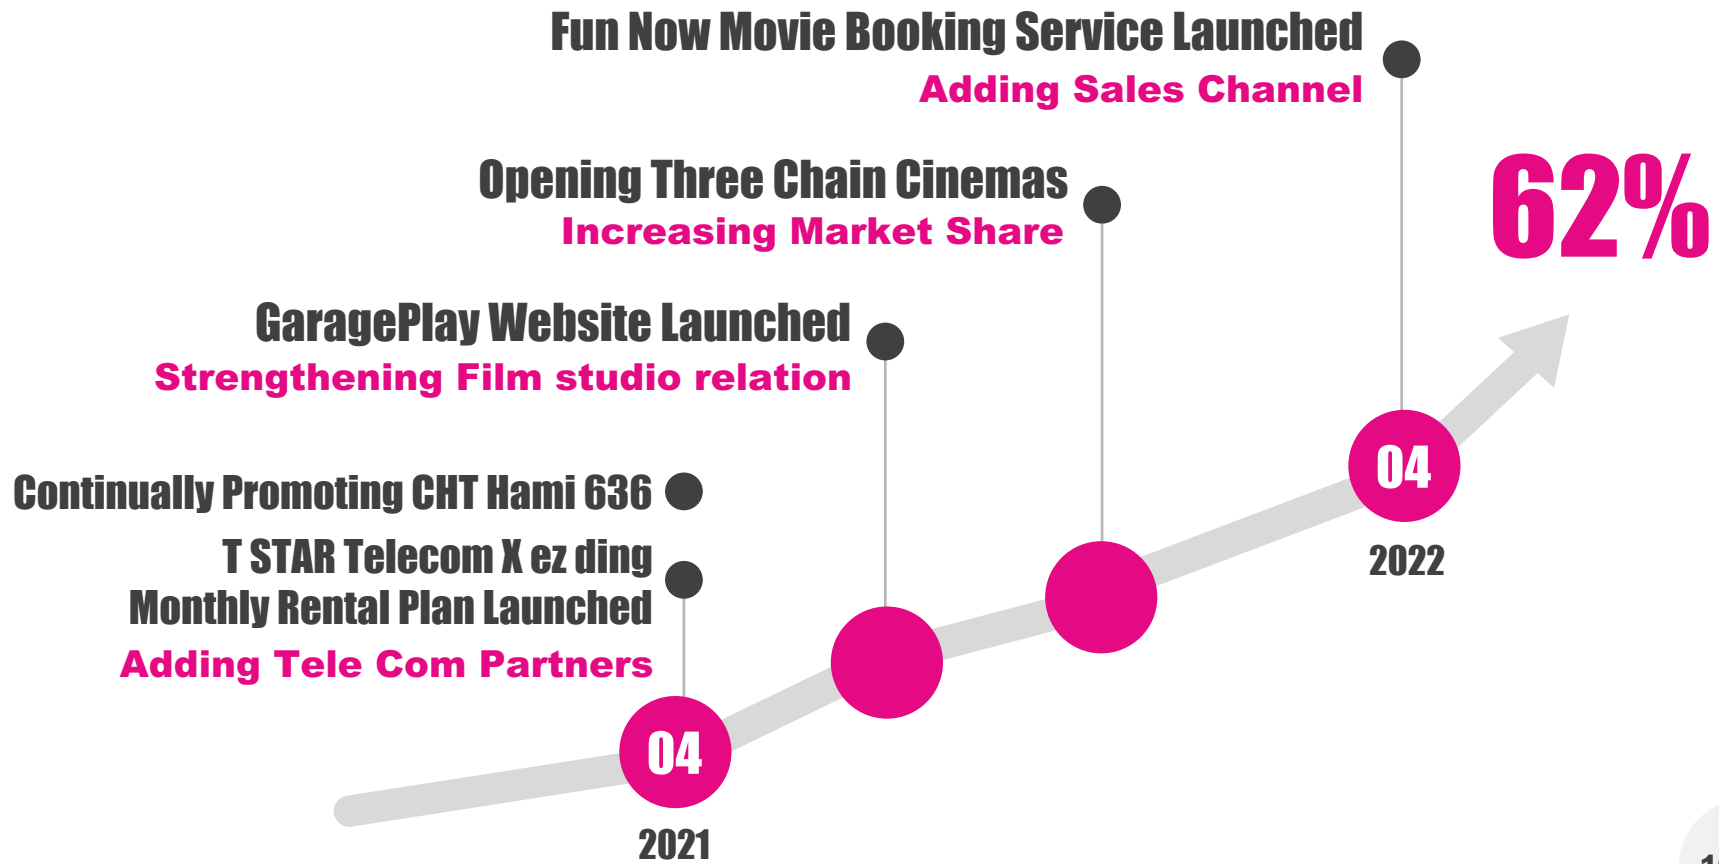 Fun Now Movie Booking Service Launched
Adding Sales Channel
62%
Opening Three Chain Cinemas
Increasing Market Share
GaragePlay Website Launched
Strengthening Film studio relation
Continually Promoting CHT Hami 636
T STAR Telecom X ez ding
Monthly Rental Plan Launched
Adding Tele Com Partners
04
2022
04
2021